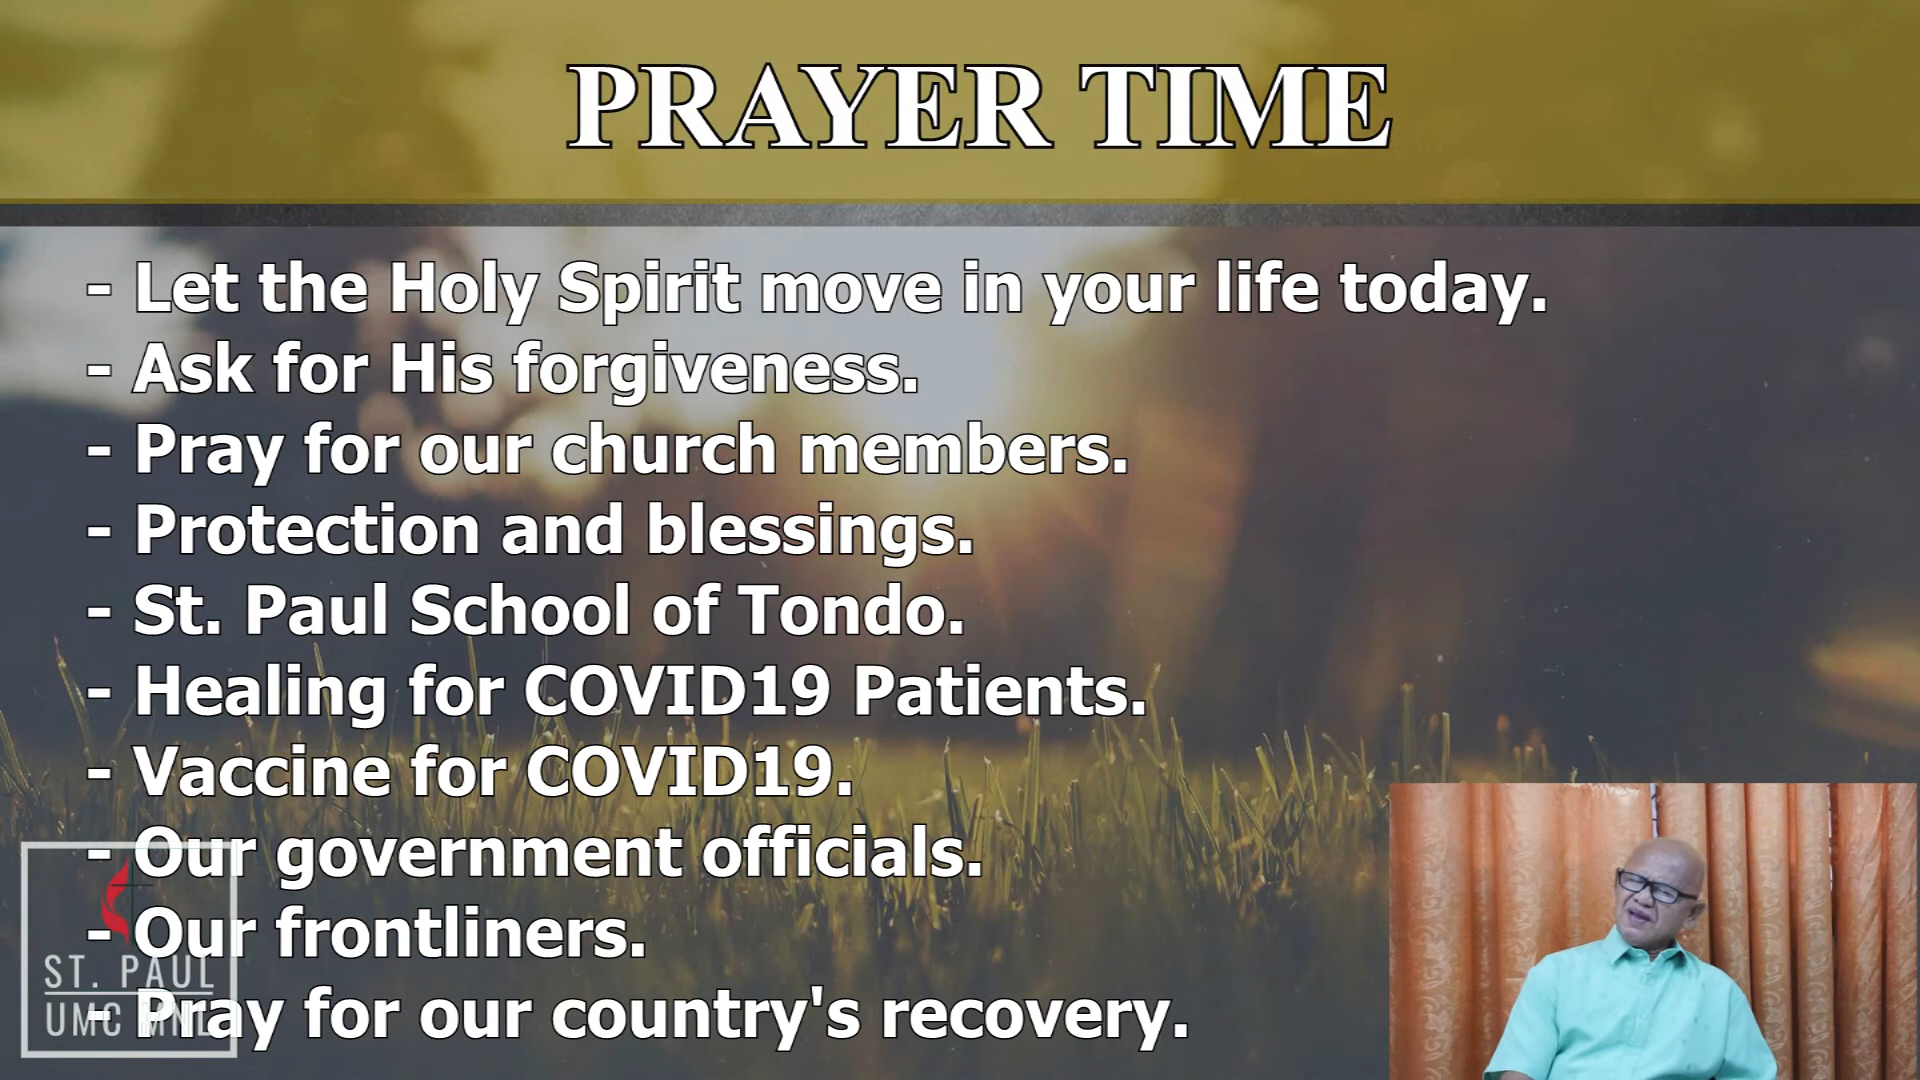 PRAYER TIME
- Let the Holy Spirit move in your life today.
- Ask for His forgiveness.
- Pray for our church members.
- Protection and blessings.
- St. Paul School of Tondo.
- Healing for COVID19 Patients.
- Vaccine for COVID19.
- Our government officials.
- Our frontliners.
- Pray for our country's recovery.
ST. PAUL
UMC MNL